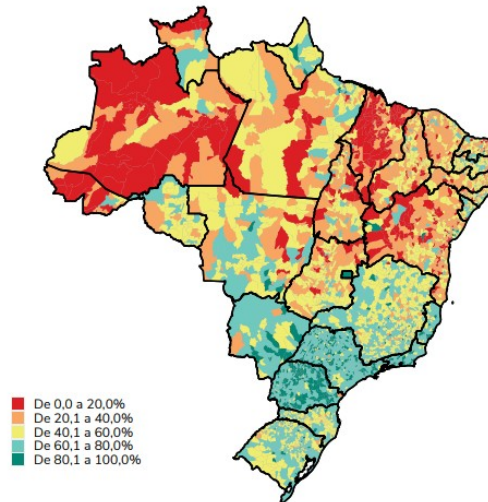 De 0,0 a 20,0%
De 20,1 a 40,0%
De 40,1 a 60,0%
De 60,1 a 80,0%
De 80,1 a 100,0%